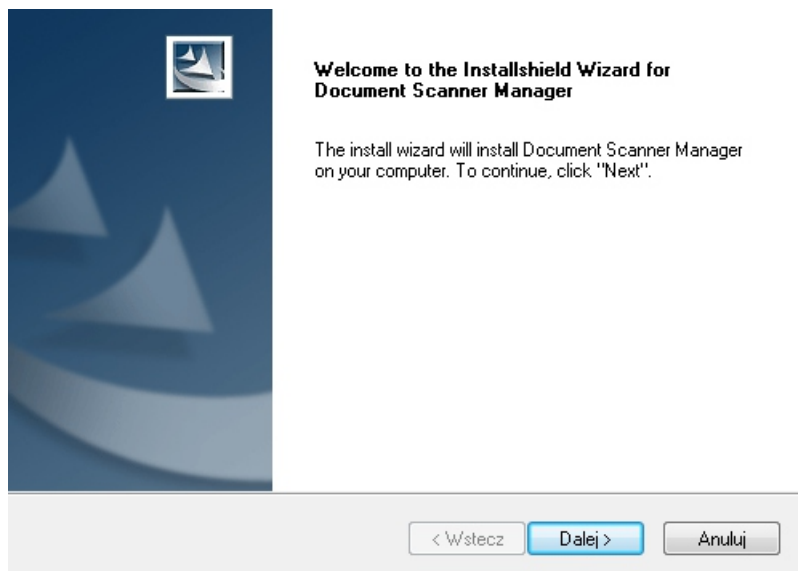 Welcome to the Installshield Wizard for
Document Scanner Manager
The install wizard will install Document Scanner Manager
on your computer. To continue, click "Next".
< Wstecz
Dalej >
Anuluj